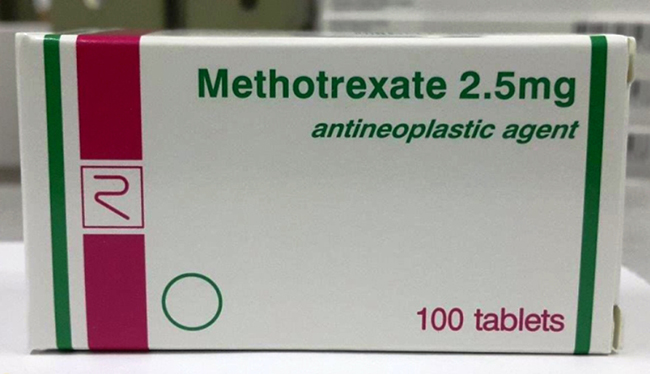 Methotrexate 2.5mg
antineoplastic agent
100 tablets